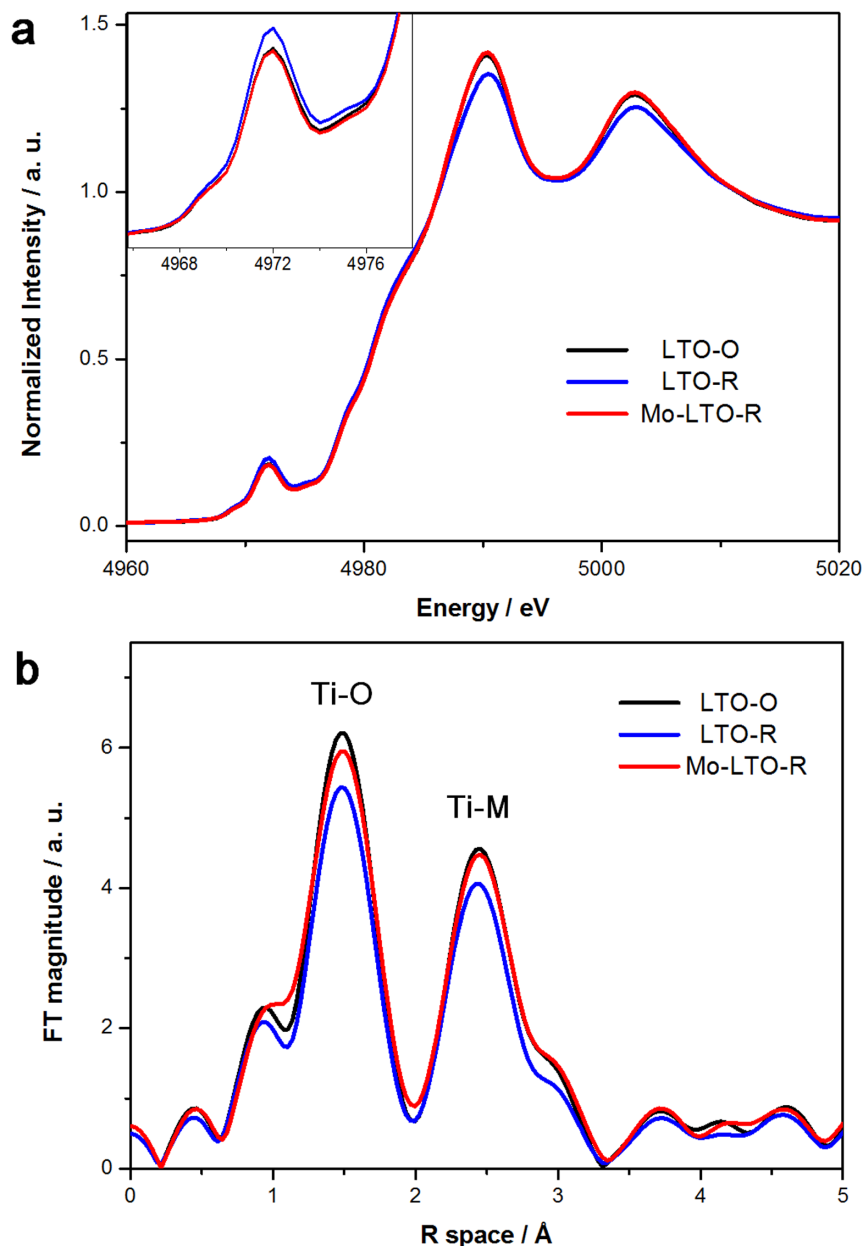 a
Normalized Intensity / a. u.
1.5
1.0
0.5
0.0
4968 4972 4976
LTO-O
LTO-R
Mo-LTO-R
4960 4980 5000 5020
Energy / eV
b
FT magnitude / a. u.
6
4
2
0
Ti-O
Ti-M
LTO-O
LTO-R
Mo-LTO-R
0 1 2 3 4 5
R space / Å